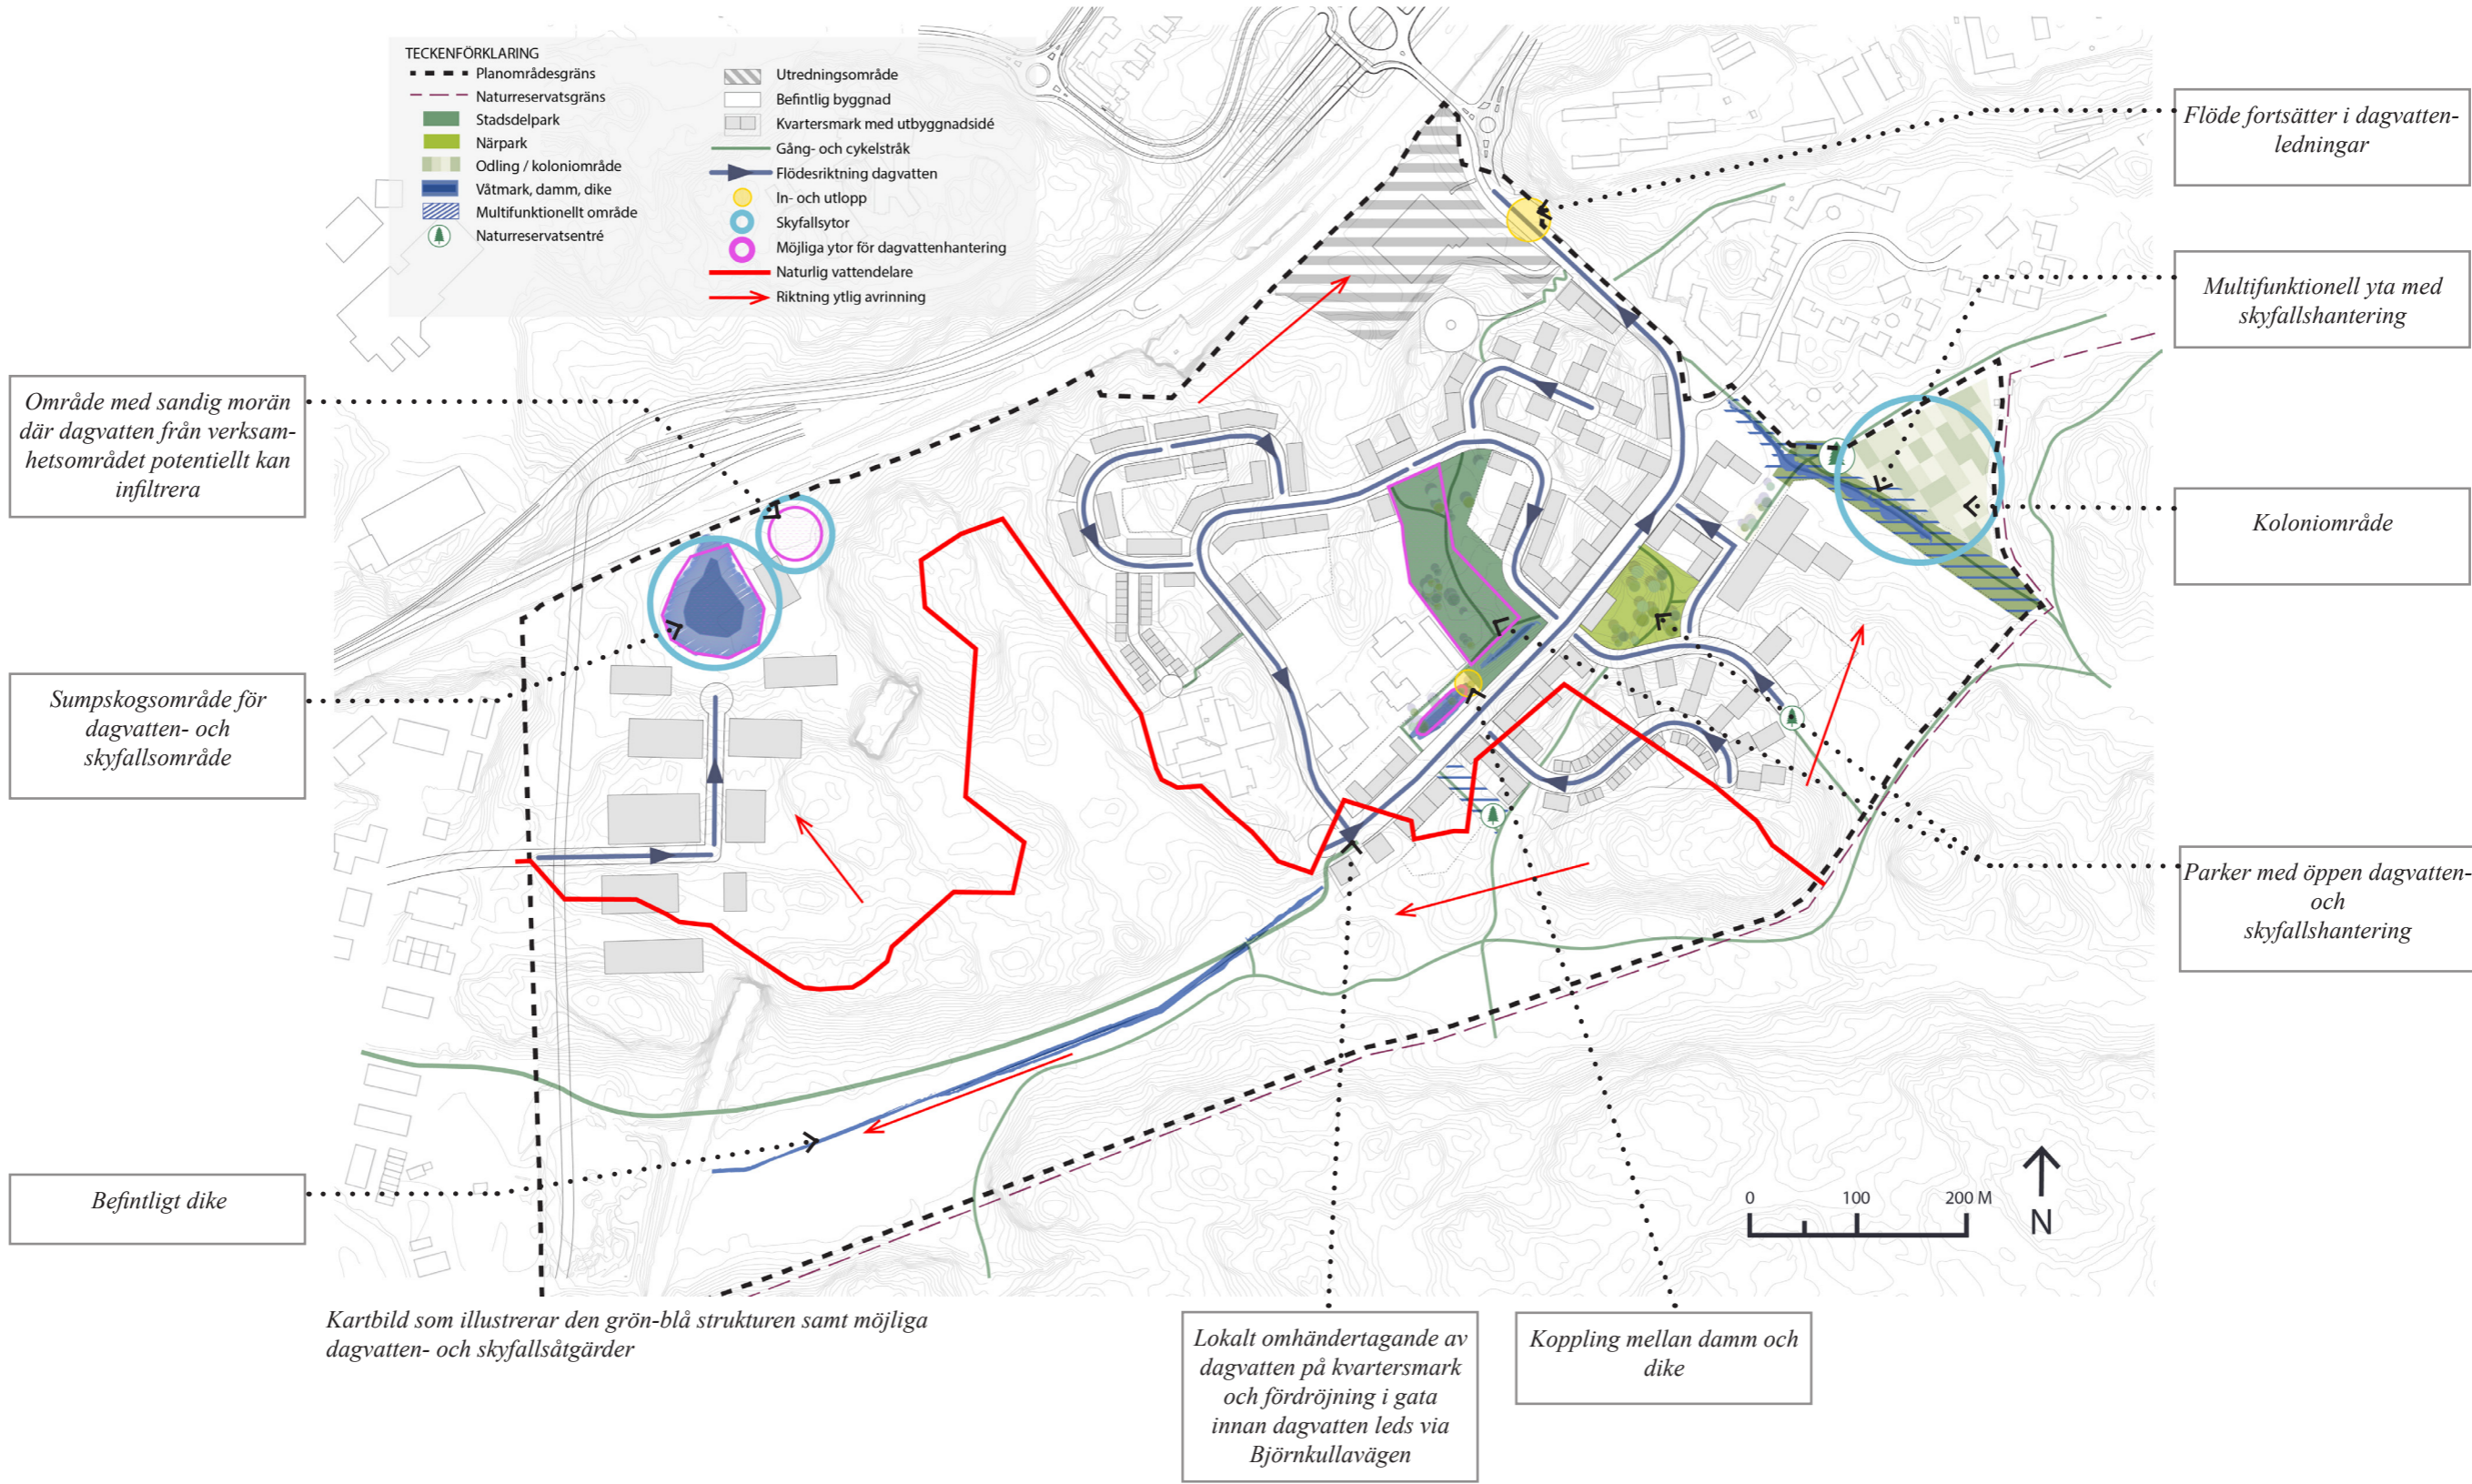 TECKENFÖRKLARING
Planområdesgräns
Naturreservatsgräns
Stadsdelpark
Närpark
Odling / koloniområde
Våtmark, damm, dike
Multifunktionellt område
Naturreservatsentré
Utredningsområde
Befintlig byggnad
Kvartersmark med utbyggnadsidé
Gång- och cykelstråk
Flödesriktning dagvatten
In- och utlopp
Skyfallsytor
Möjliga ytor för dagvattenhantering
Naturlig vattendelare
Riktning ytlig avrinning
Flöde fortsätter i dagvatten-
ledningar
Multifunktionell yta med
skyfallshantering
Område med sandig morän
där dagvatten från verksam-
hetsområdet potentiellt kan
infiltrera
Koloniområde
Sumpskogsområde för
dagvatten- och
skyfallsområde
Parker med öppen dagvatten-
och
skyfallshantering
Befintligt dike
0 100 200 M
N
Kartbild som illustrerar den grön-blå strukturen samt möjliga
dagvatten- och skyfallsåtgärder
Lokalt omhändertagande av
dagvatten på kvartersmark
och fördröjning i gata
innan dagvatten leds via
Björnkullavägen
Koppling mellan damm och
dike